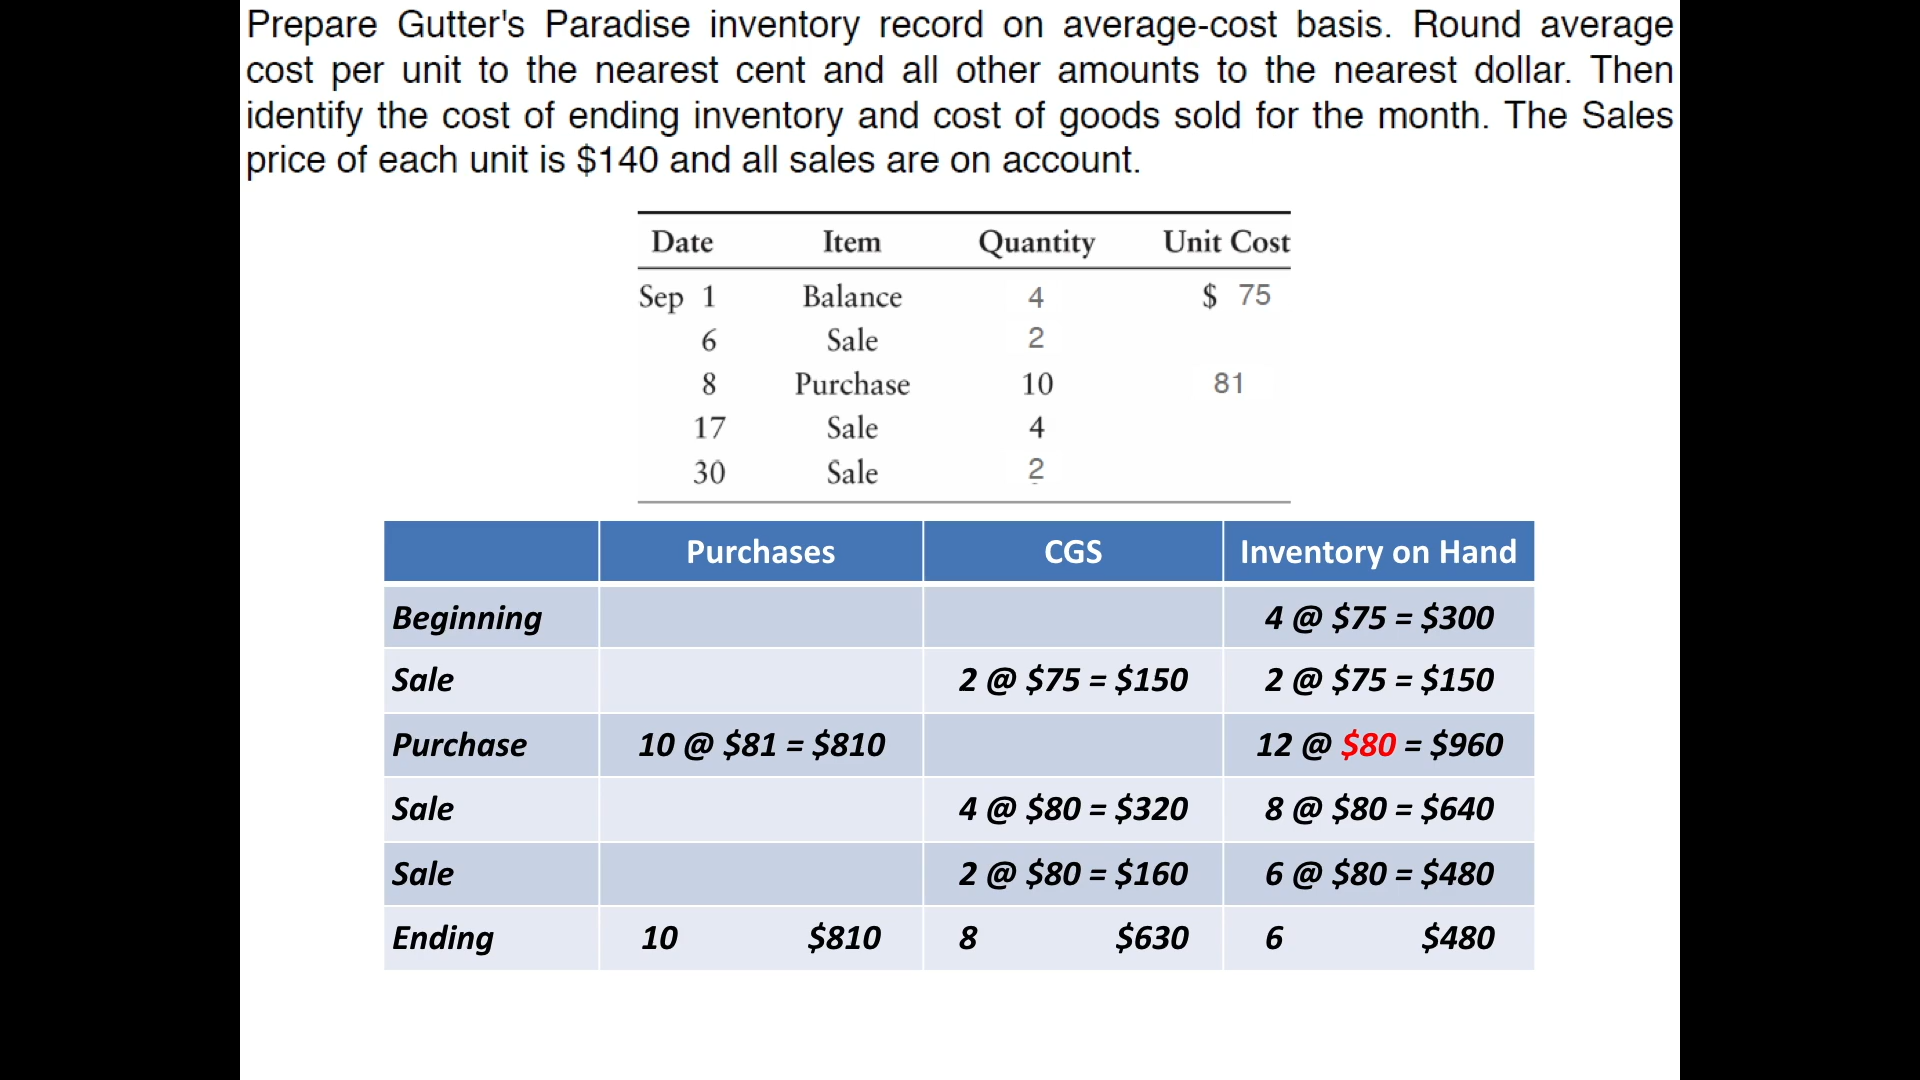 Prepare Gutter's Paradise inventory record on average-cost basis. Round average
cost per unit to the nearest cent and all other amounts to the nearest dollar. Then
identify the cost of ending inventory and cost of goods sold for the month. The Sales
price of each unit is $140 and all sales are on account.
Date Item Quantity Unit Cost
Sep 1 Balance 4 $ 75
6 Sale 2
8 Purchase 10 81
17 Sale 4
30 Sale 2
Purchases CGS Inventory on Hand
Beginning 4 @ $75 = $300
Sale 2 @ $75 = $150 2 @ $75 = $150
Purchase 10 @ $81 = $810 12 @ $80 = $960
Sale 4 @ $80 = $320 8 @ $80 = $640
Sale 2 @ $80 = $160 6 @ $80 = $480
Ending 10 $810 8 $630 6 $480